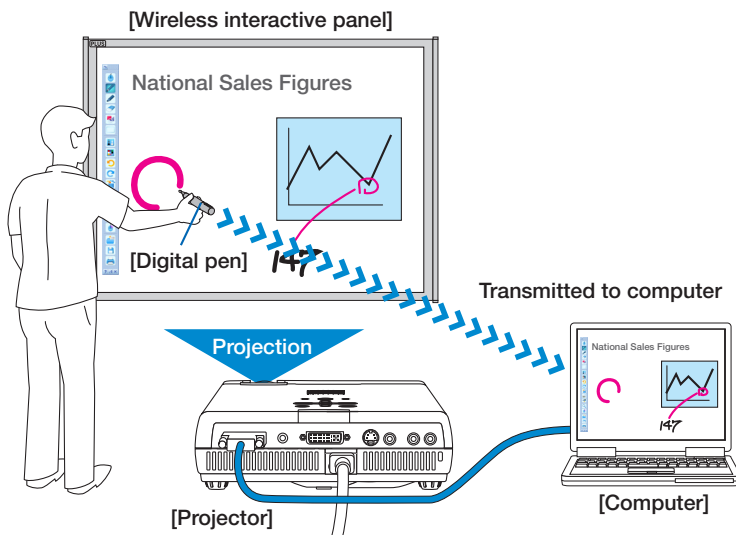 [Wireless interactive panel]
PLUS
National Sales Figures
[Digital pen]
147
Transmitted to computer
Projection
National Sales Figures
147
[Projector]
[Computer]